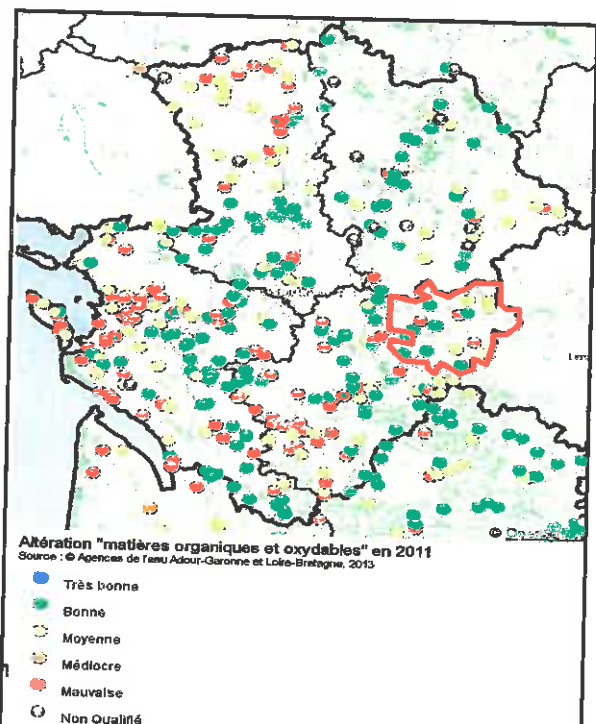 Altération "matières organiques et oxydables" en 2011
Source : © Agences de l'eau Adour-Garonne et Loire-Bretagne, 2013
Très bonne
Bonne
Moyenne
Médiocre
Mauvaise
Non Qualifié